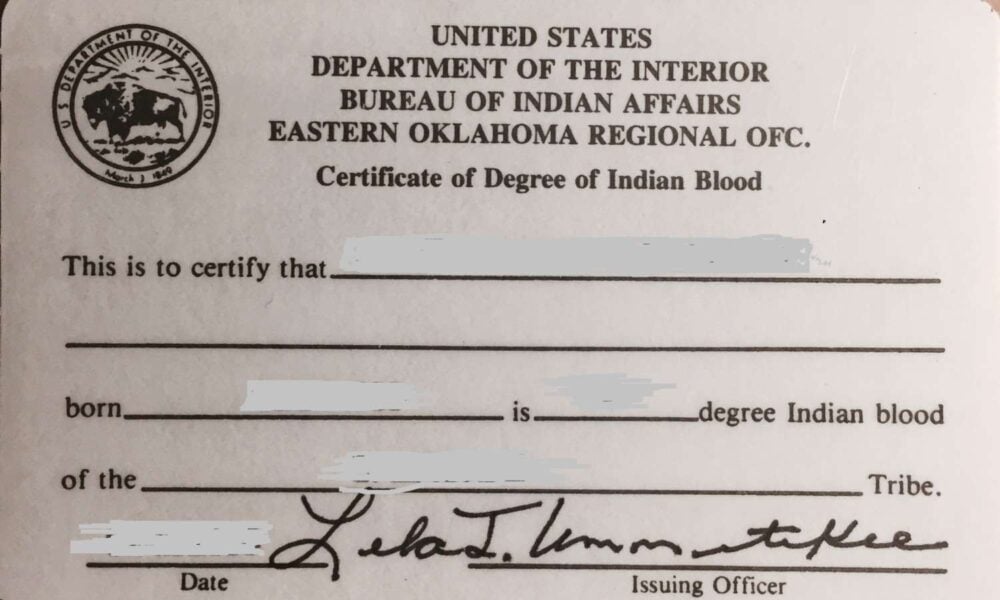 U S DEPARTMENT OF THE INTERIOR
March 3 1849
UNITED STATES
DEPARTMENT OF THE INTERIOR
BUREAU OF INDIAN AFFAIRS
EASTERN OKLAHOMA REGIONAL OFC.
Certificate of Degree of Indian Blood
This is to certify that
born is degree Indian blood
of the Tribe.
Lela J.
Date Issuing Officer